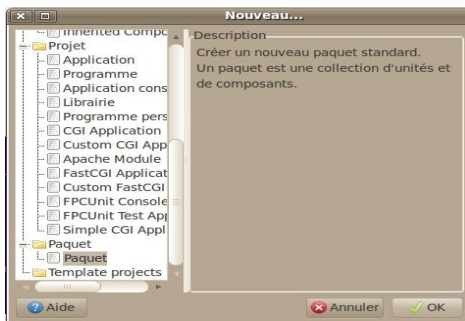 Nouveau...
Inherited Compo
Projet
Application
Programme
Application cons
Librairie
Programme pers
CGI Application
Custom CGI App
Apache Module
FastCGI Applicat
Custom FastCGI
FPCUnit Console
FPCUnit Test App
Simple CGI Appl
Paquet
Paquet
Template projects
Description
Créer un nouveau paquet standard.
Un paquet est une collection d'unités et
de composants.
Aide
Annuler
OK